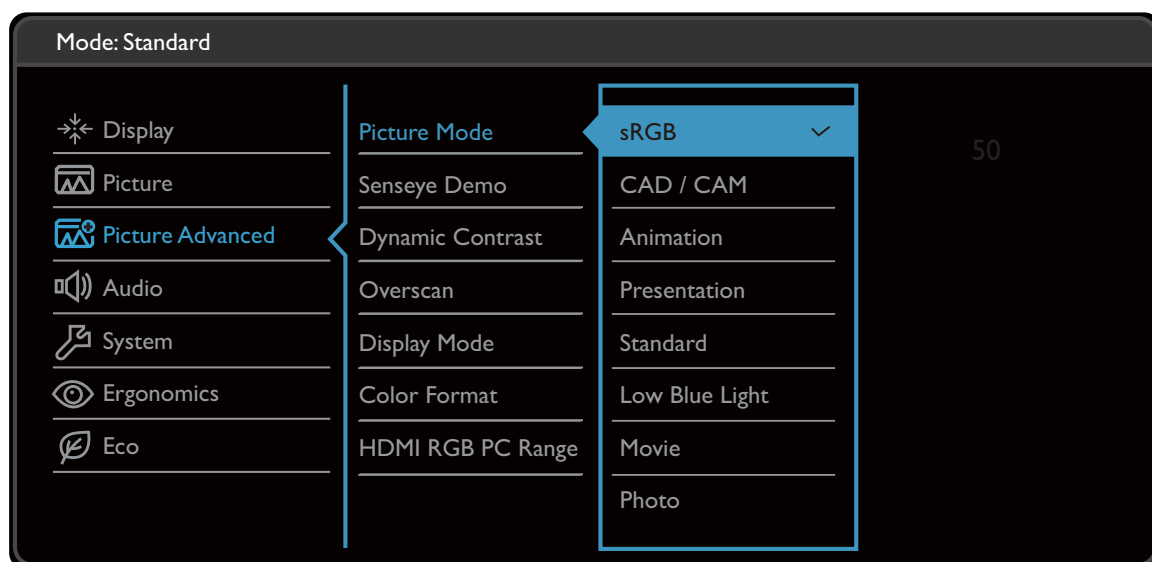 Mode: Standard
Display
Picture
Picture Advanced
Audio
System
Ergonomics
Eco
Picture Mode
Senseye Demo
Dynamic Contrast
Overscan
Display Mode
Color Format
HDMI RGB PC Range
sRGB
CAD / CAM
Animation
Presentation
Standard
Low Blue Light
Movie
Photo
50